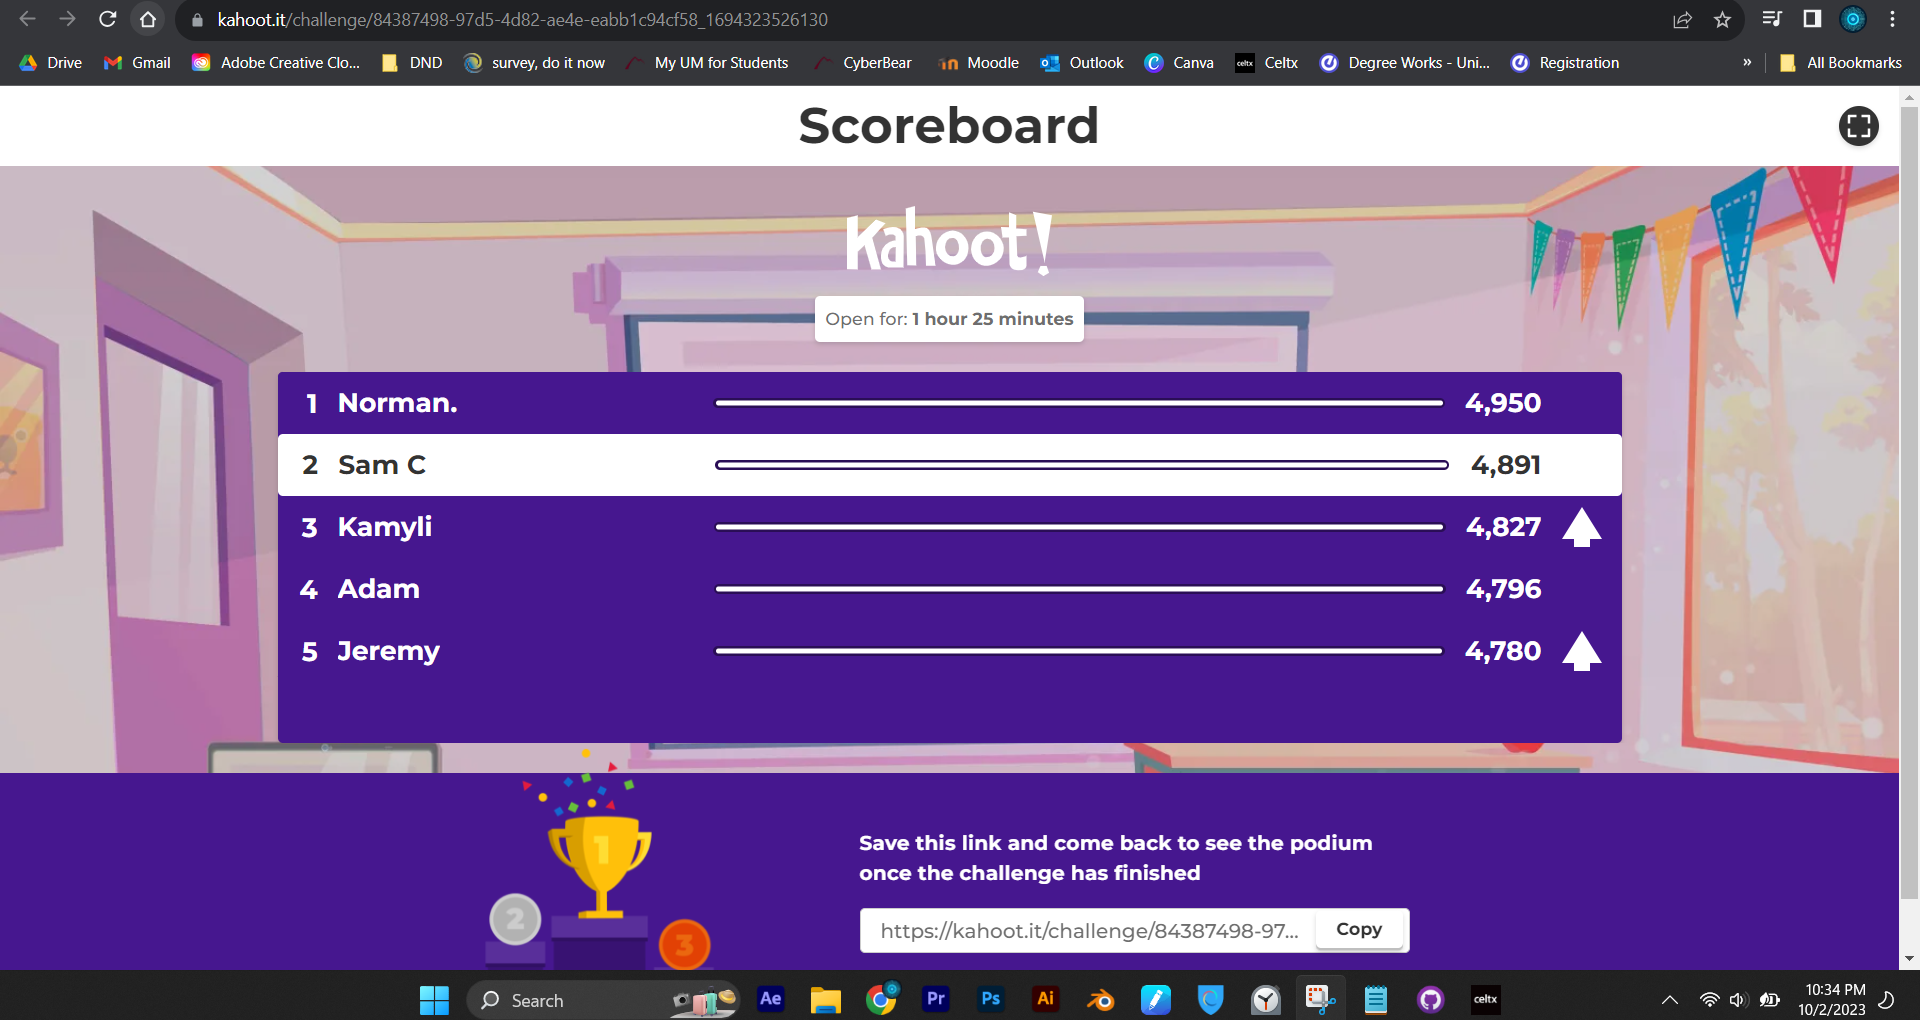 kahoot.it/challenge/84387498-97d5-4d82-ae4e-eabb1c94cf58_1694323526130
Drive Gmail Adobe Creative Clo... DND survey, do it now My UM for Students CyberBear Moodle Outlook Canva celtx Celtx Degree Works - Uni... Registration » All Bookmarks
Scoreboard
Kahoot!
Open for: 1 hour 25 minutes
1 Norman. 4,950
2 Sam C 4,891
3 Kamyli 4,827
4 Adam 4,796
5 Jeremy 4,780
1
2
3
Save this link and come back to see the podium
once the challenge has finished
https://kahoot.it/challenge/84387498-97... Copy
Search Ae Pr Ps Ai celtx 10:34 PM
10/2/2023